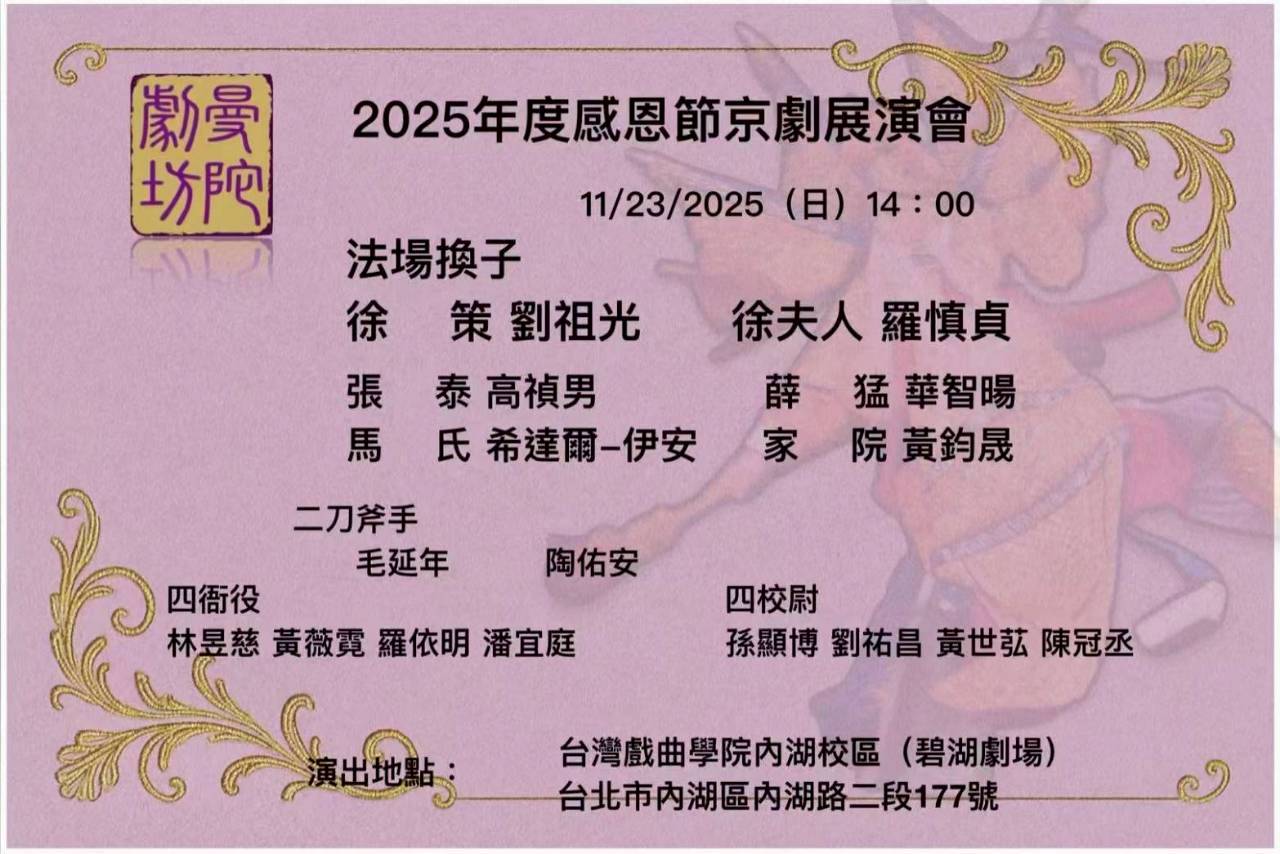 曼陀
劇坊
2025年度感恩節京劇展演會
11/23/2025（日）14：00
法場換子
徐　策 劉祖光　　徐夫人 羅慎貞
張　泰 高禎男　　薛　猛 華智暘
馬　氏 希達爾–伊安　　家　院 黃鈞晟
二刀斧手
毛延年　　陶佑安
四衙役　　四校尉
林昱慈 黃薇霓 羅依明 潘宜庭　　孫顯博 劉祐昌 黃世苰 陳冠丞
演出地點：台灣戲曲學院內湖校區（碧湖劇場）
台北市內湖區內湖路二段177號